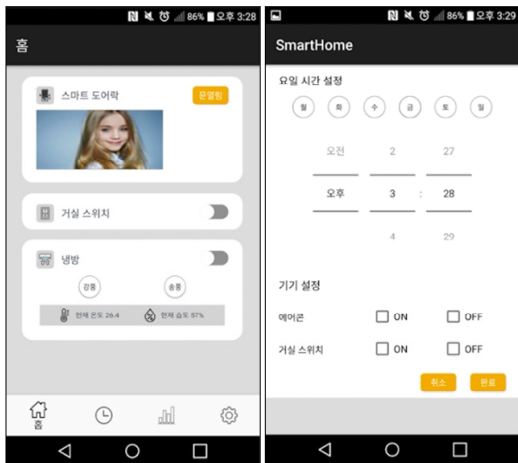 86% 오후 3:28
홈
스마트 도어락
문열림
거실 스위치
냉방
강풍 송풍
현재 온도 26.4 현재 습도 57%
홈
86% 오후 3:29
SmartHome
요일 시간 설정
월 화 수 금 토 일
오전 2 27
오후 3 : 28
4 29
기기 설정
에어콘 ON OFF
거실 스위치 ON OFF
취소 완료